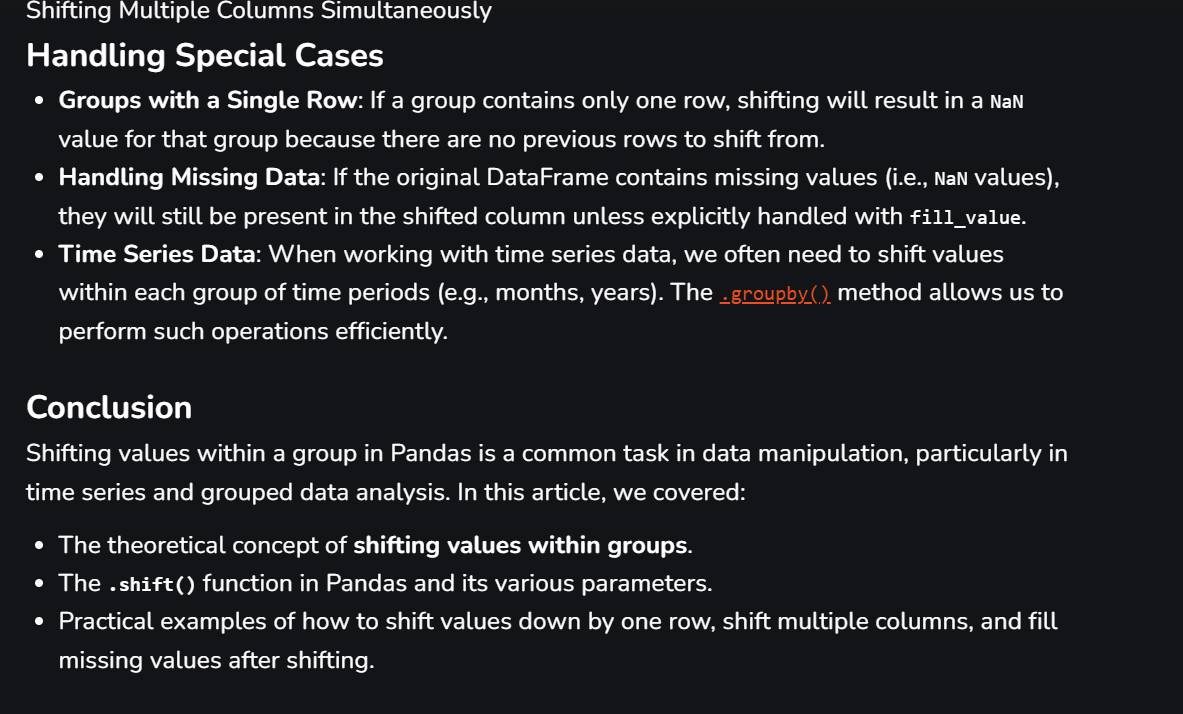 Shifting Multiple Columns Simultaneously
Handling Special Cases
• Groups with a Single Row: If a group contains only one row, shifting will result in a NaN
value for that group because there are no previous rows to shift from.
• Handling Missing Data: If the original DataFrame contains missing values (i.e., NaN values),
they will still be present in the shifted column unless explicitly handled with fill_value.
• Time Series Data: When working with time series data, we often need to shift values
within each group of time periods (e.g., months, years). The .groupby() method allows us to
perform such operations efficiently.
Conclusion
Shifting values within a group in Pandas is a common task in data manipulation, particularly in
time series and grouped data analysis. In this article, we covered:
• The theoretical concept of shifting values within groups.
• The .shift() function in Pandas and its various parameters.
• Practical examples of how to shift values down by one row, shift multiple columns, and fill
missing values after shifting.